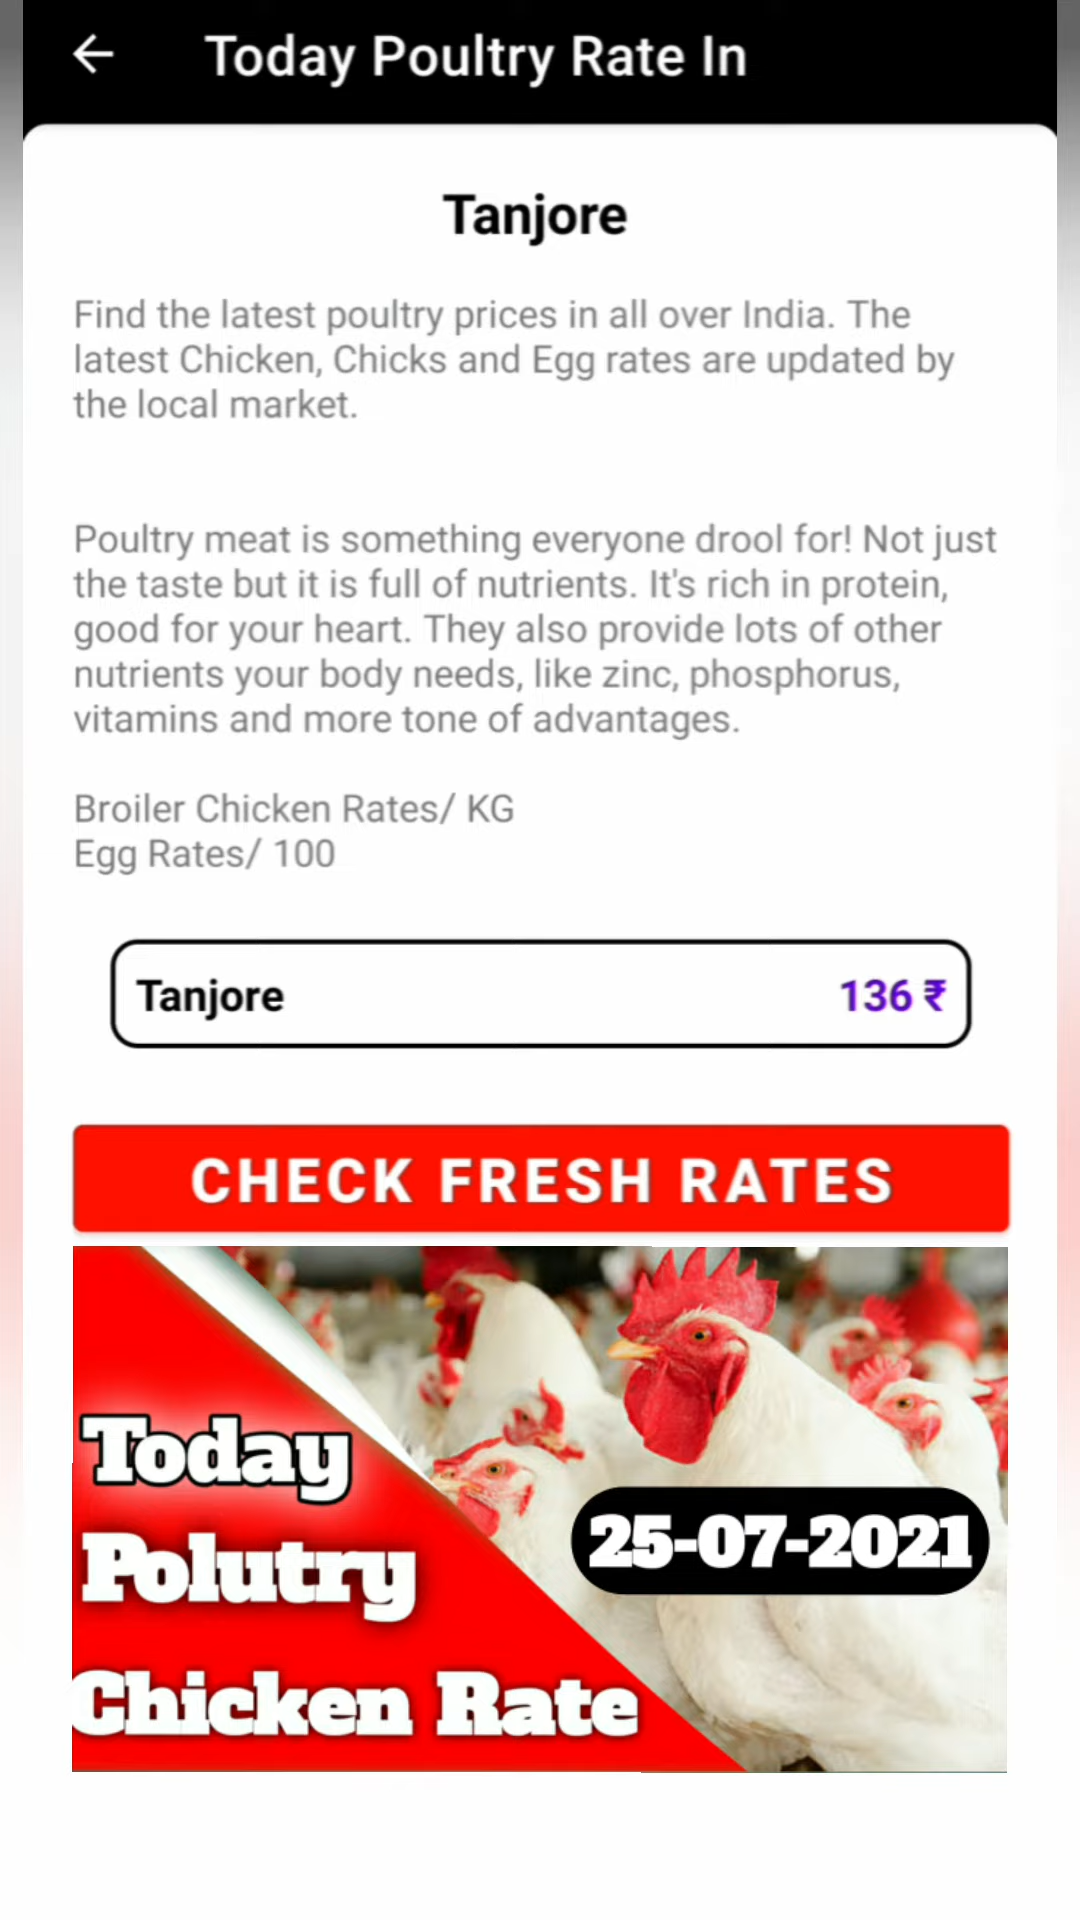 Today Poultry Rate In
Tanjore
Find the latest poultry prices in all over India. The
latest Chicken, Chicks and Egg rates are updated by
the local market.
Poultry meat is something everyone drool for! Not just
the taste but it is full of nutrients. It's rich in protein,
good for your heart. They also provide lots of other
nutrients your body needs, like zinc, phosphorus,
vitamins and more tone of advantages.
Broiler Chicken Rates/ KG
Egg Rates/ 100
Tanjore 136 ₹
CHECK FRESH RATES
Today
25-07-2021
Polutry
Chicken Rate